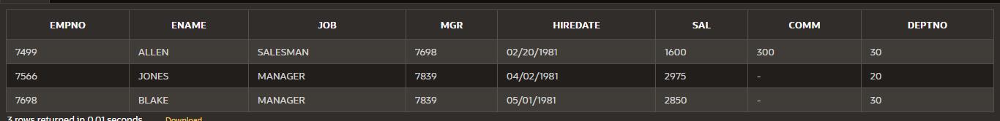 EMPNO ENAME JOB MGR HIREDATE SAL COMM DEPTNO
7499 ALLEN SALESMAN 7698 02/20/1981 1600 300 30
7566 JONES MANAGER 7839 04/02/1981 2975 - 20
7698 BLAKE MANAGER 7839 05/01/1981 2850 - 30
3 rows returned in 0.01 seconds Download